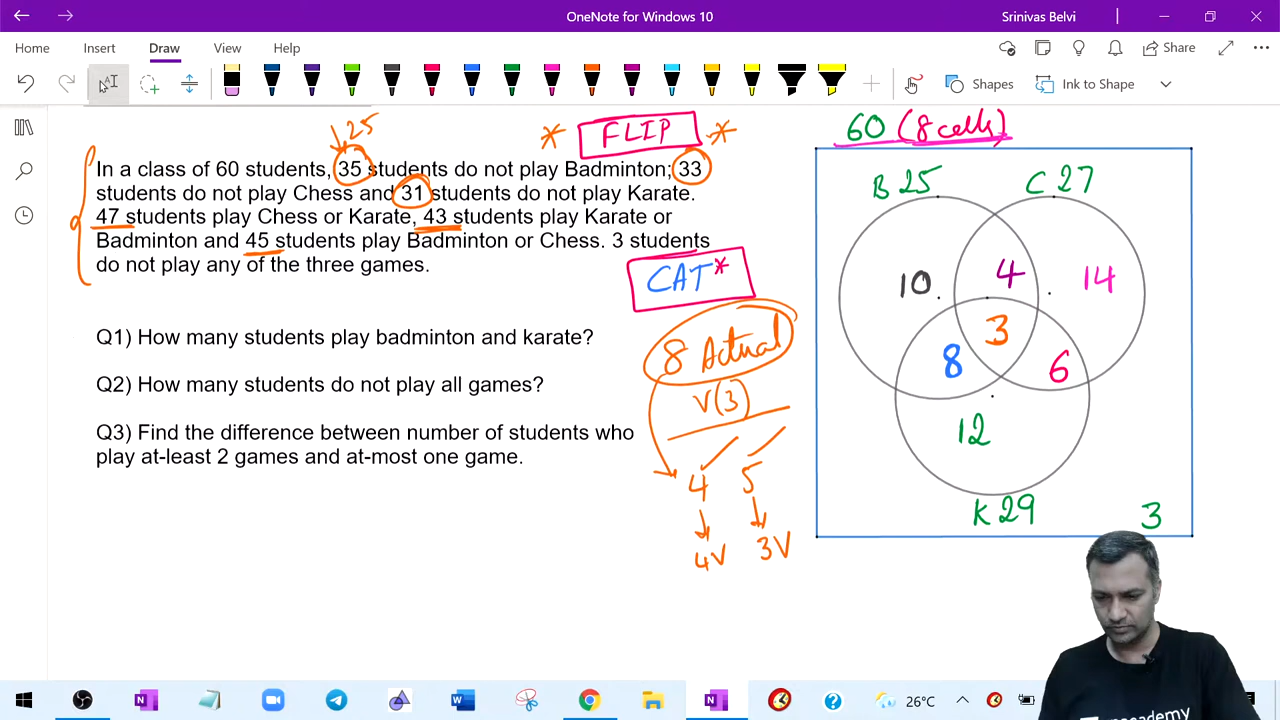 OneNote for Windows 10
Srinivas Belvi
Home
Insert
Draw
View
Help
Share
Shapes
Ink to Ahead
Ink to Math
25
* FLIP *
60 (8 cells)
In a class of 60 students, 35 students do not play Badminton; 33
students do not play Chess and 31 students do not play Karate.
47 students play Chess or Karate, 43 students play Karate or
Badminton and 45 students play Badminton or Chess. 3 students
do not play any of the three games.
CAT*
Q1) How many students play badminton and karate?
Q2) How many students do not play all games?
Q3) Find the difference between number of students who
play at-least 2 games and at-most one game.
8 Actual
V(3)
4 5
4V 3V
B 25
C 27
10
4
14
3
8
6
12
K 29
3
26°C